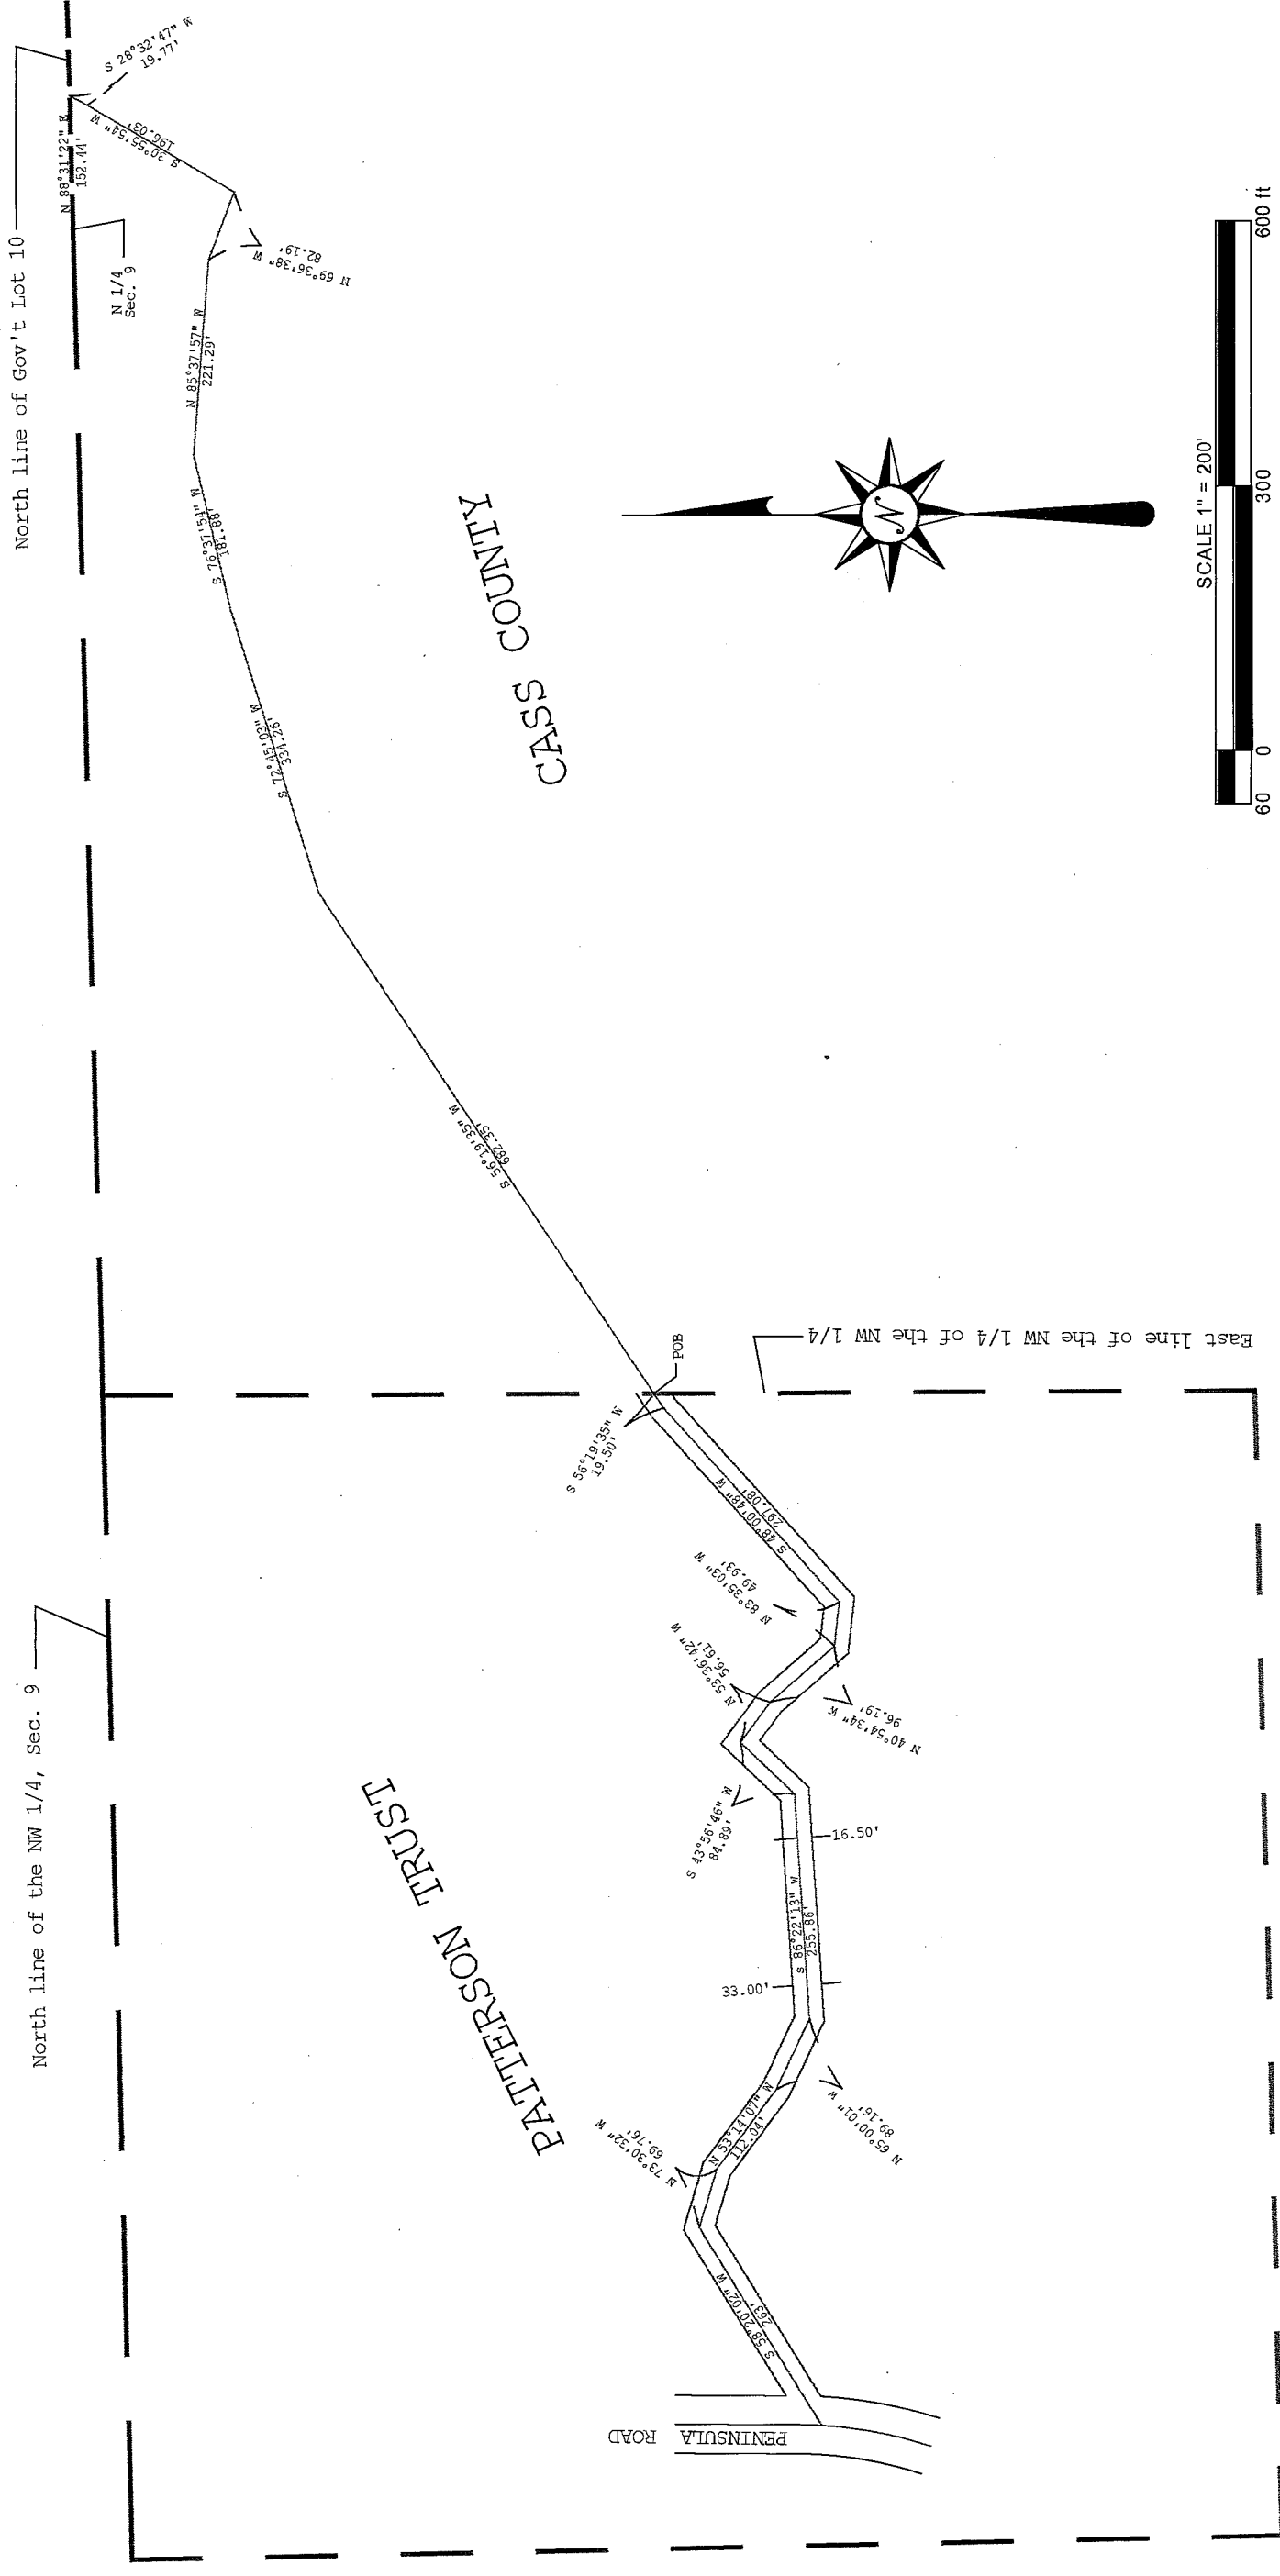 North line of Gov't Lot 10
North line of the NW 1/4, Sec. 9
N 88°31'22" E
152.44'
S 28°32'47" W
19.77'
S 30°55'54" W
196.03'
N 1/4
Sec. 9
N 69°36'38" W
82.19'
N 85°37'57" W
221.29'
S 76°37'54" W
181.88'
S 72°45'03" W
334.26'
S 56°19'35" W
682.35'
CASS COUNTY
POB
East line of the NW 1/4 of the NW 1/4
S 56°19'35" W
19.50'
S 48°00'48" W
297.08'
N 83°35'03" W
49.93'
N 40°54'34" W
96.19'
N 53°36'42" W
56.61'
S 43°56'46" W
84.89'
16.50'
S 86°22'13" W
255.86'
33.00'
N 65°00'01" W
89.16'
N 53°14'07" W
112.04'
N 73°30'32" W
69.76'
S 58°20'02" W
263'
PATTERSON TRUST
PENINSULA ROAD
N
SCALE 1" = 200'
60 0 300 600 ft